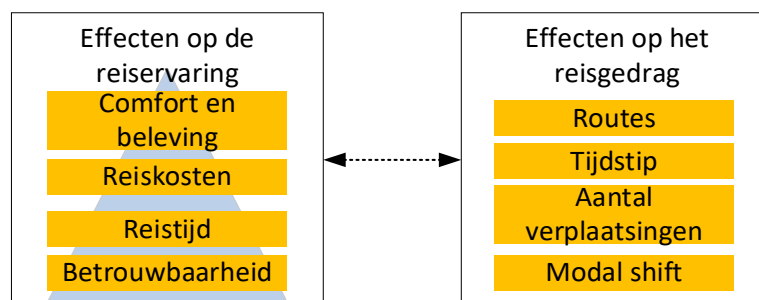 Effecten op de
reiservaring
Comfort en
beleving
Reiskosten
Reistijd
Betrouwbaarheid
Effecten op het
reisgedrag
Routes
Tijdstip
Aantal
verplaatsingen
Modal shift